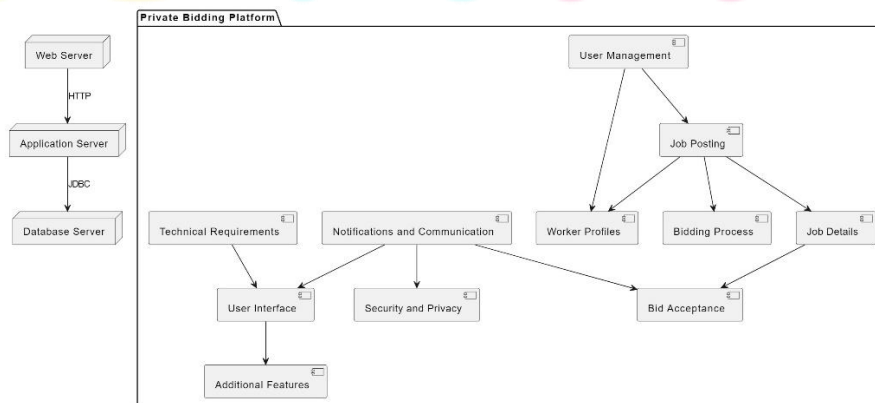 Private Bidding Platform
Web Server
User Management
HTTP
Application Server
Job Posting
JDBC
Database Server
Technical Requirements
Notifications and Communication
Worker Profiles
Bidding Process
Job Details
User Interface
Security and Privacy
Bid Acceptance
Additional Features